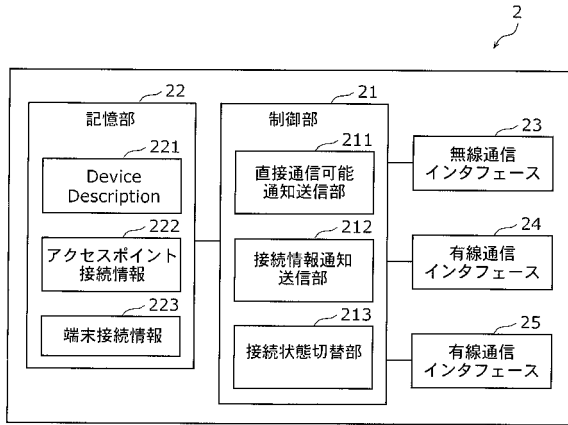 2
22
記憶部
221
Device
Description
222
アクセスポイント
接続情報
223
端末接続情報
21
制御部
211
直接通信可能
通知送信部
212
接続情報通知
送信部
213
接続状態切替部
23
無線通信
インタフェース
24
有線通信
インタフェース
25
有線通信
インタフェース